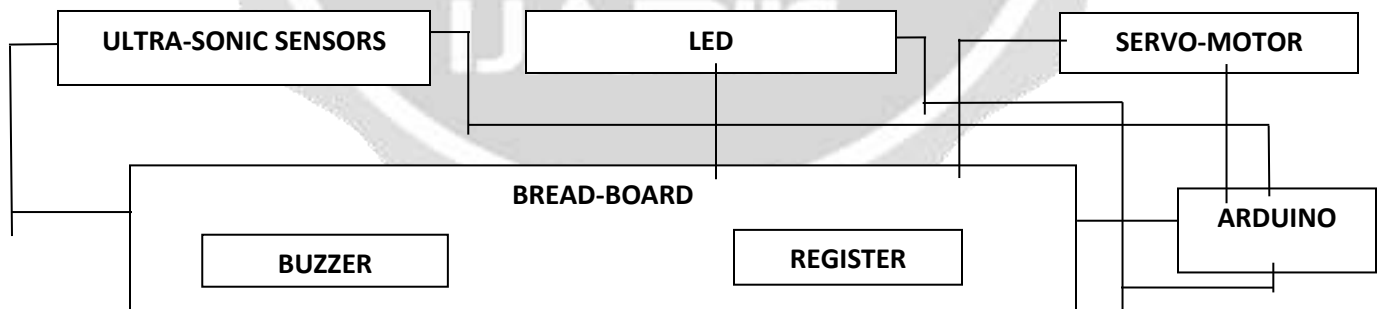 ULTRA-SONIC SENSORS
LED
SERVO-MOTOR
BREAD-BOARD
ARDUINO
BUZZER
REGISTER